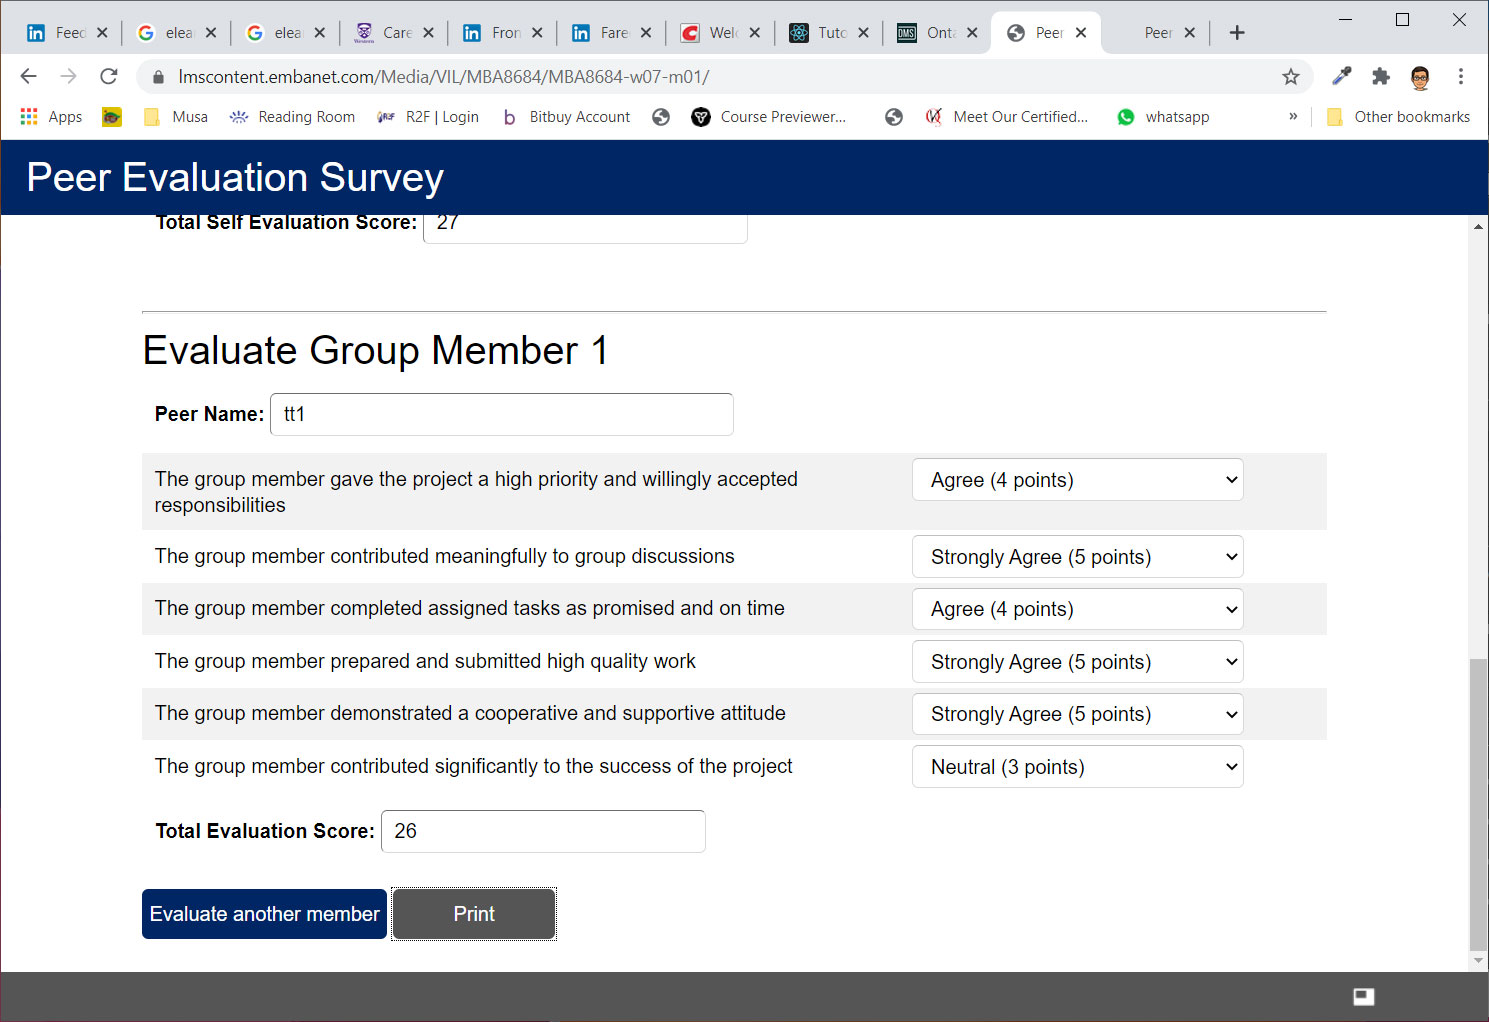 Feed
elea
elea
Care
Fron
Fare
Welc
Tuto
Onta
Peer
Peer
lmscontent.embanet.com/Media/VIL/MBA8684/MBA8684-w07-m01/
Apps
Musa
Reading Room
R2F | Login
Bitbuy Account
Course Previewer...
Meet Our Certified...
whatsapp
»
Other bookmarks
Peer Evaluation Survey
Total Self Evaluation Score: 27
Evaluate Group Member 1
Peer Name: tt1
The group member gave the project a high priority and willingly accepted
responsibilities
Agree (4 points)
The group member contributed meaningfully to group discussions
Strongly Agree (5 points)
The group member completed assigned tasks as promised and on time
Agree (4 points)
The group member prepared and submitted high quality work
Strongly Agree (5 points)
The group member demonstrated a cooperative and supportive attitude
Strongly Agree (5 points)
The group member contributed significantly to the success of the project
Neutral (3 points)
Total Evaluation Score: 26
Evaluate another member
Print